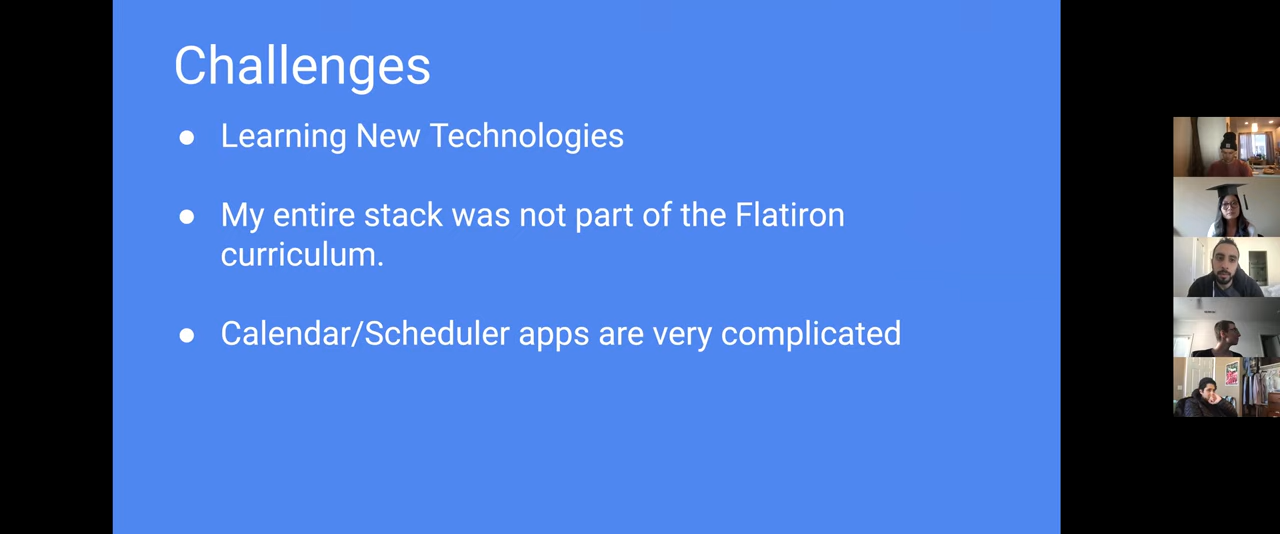 Challenges
● Learning New Technologies
● My entire stack was not part of the Flatiron
curriculum.
● Calendar/Scheduler apps are very complicated